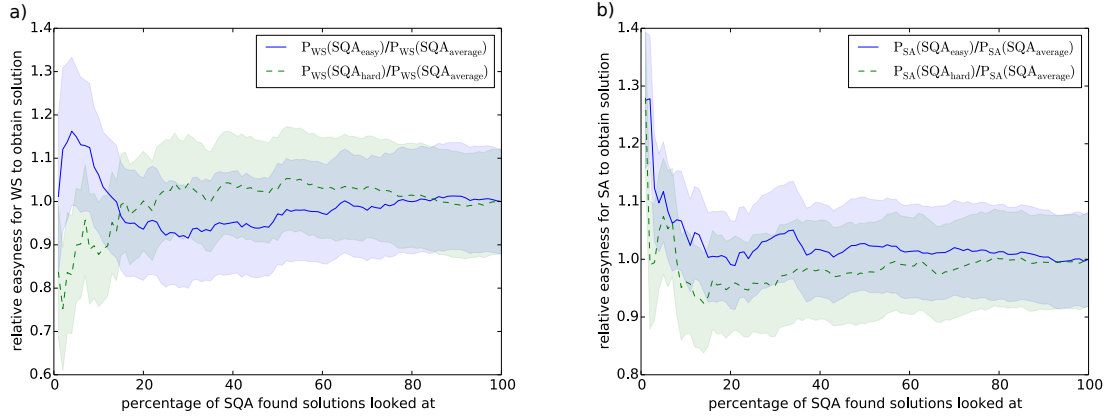 a)
relative easyness for WS to obtain solution
1.4
1.3
1.2
1.1
1.0
0.9
0.8
0.7
0.6
0
20
40
60
80
100
percentage of SQA found solutions looked at
P_WS(SQA_easy)/P_WS(SQA_average)
P_WS(SQA_hard)/P_WS(SQA_average)
b)
relative easyness for SA to obtain solution
1.4
1.3
1.2
1.1
1.0
0.9
0.8
0
20
40
60
80
100
percentage of SQA found solutions looked at
P_SA(SQA_easy)/P_SA(SQA_average)
P_SA(SQA_hard)/P_SA(SQA_average)